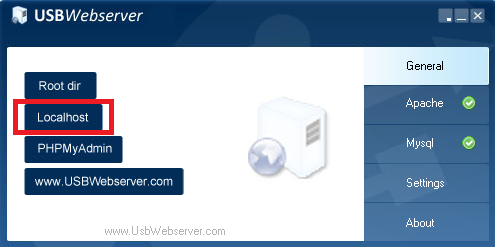 USBWebserver
Root dir
Localhost
PHPMyAdmin
www.USBWebserver.com
www.UsbWebserver.com
General
Apache
Mysql
Settings
About